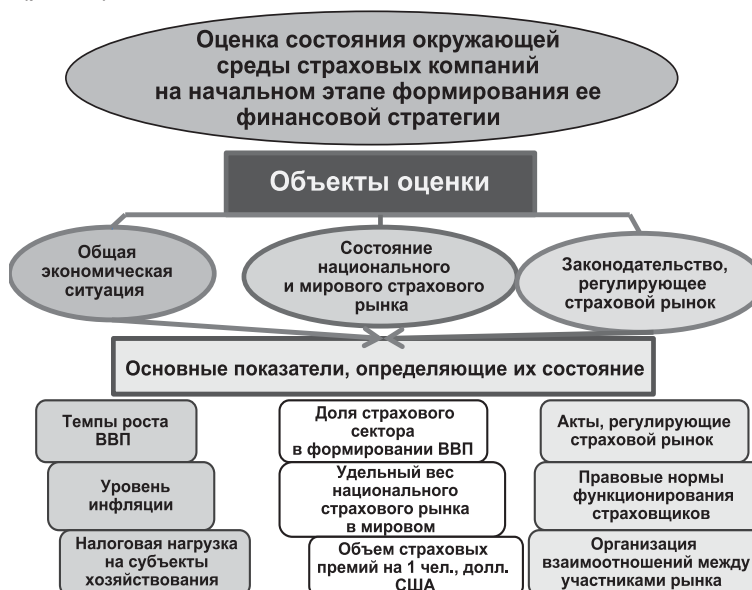 Оценка состояния окружающей
среды страховых компаний
на начальном этапе формирования ее
финансовой стратегии
Объекты оценки
Общая
экономическая
ситуация
Состояние
национального
и мирового страхового
рынка
Законодательство,
регулирующее
страховой рынок
Основные показатели, определяющие их состояние
Темпы роста
ВВП
Уровень
инфляции
Налоговая нагрузка
на субъекты
хозяйствования
Доля страхового
сектора
в формировании ВВП
Удельный вес
национального
страхового рынка
в мировом
Объем страховых
премий на 1 чел., долл.
США
Акты, регулирующие
страховой рынок
Правовые нормы
функционирования
страховщиков
Организация
взаимоотношений между
участниками рынка